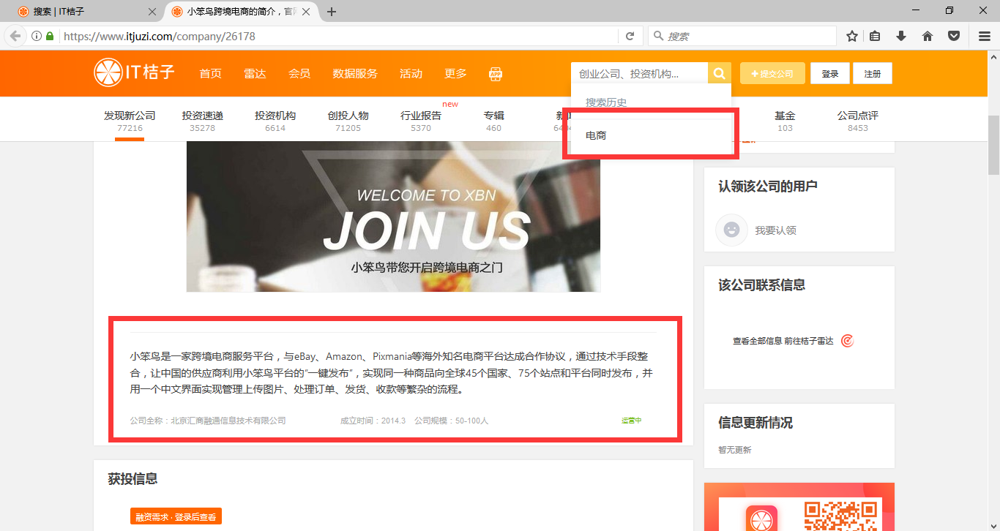 搜索 | IT桔子
小笨鸟跨境电商的简介，官
https://www.itjuzi.com/company/26178
搜索
IT桔子
首页
雷达
会员
数据服务
活动
更多
APP
创业公司、投资机构...
+ 提交公司
登录
注册
搜索历史
电商
发现新公司
77216
投资速递
35278
投资机构
6614
创投人物
71205
行业报告
new
5370
专辑
460
基金
103
公司点评
8453
WELCOME TO XBN
JOIN US
小笨鸟带您开启跨境电商之门
小笨鸟是一家跨境电商服务平台，与eBay、Amazon、Pixmania等海外知名电商平台达成合作协议，通过技术手段整
合，让中国的供应商利用小笨鸟平台的“一键发布”，实现同一种商品向全球45个国家、75个站点和平台同时发布，并
用一个中文界面实现管理上传图片、处理订单、发货、收款等繁杂的流程。
公司全称：北京汇商融通信息技术有限公司
成立时间：2014.3
公司规模：50-100人
运营中
获投信息
融资需求 · 登录后查看
认领该公司的用户
我要认领
该公司联系信息
查看全部信息 前往桔子雷达
信息更新情况
暂无更新